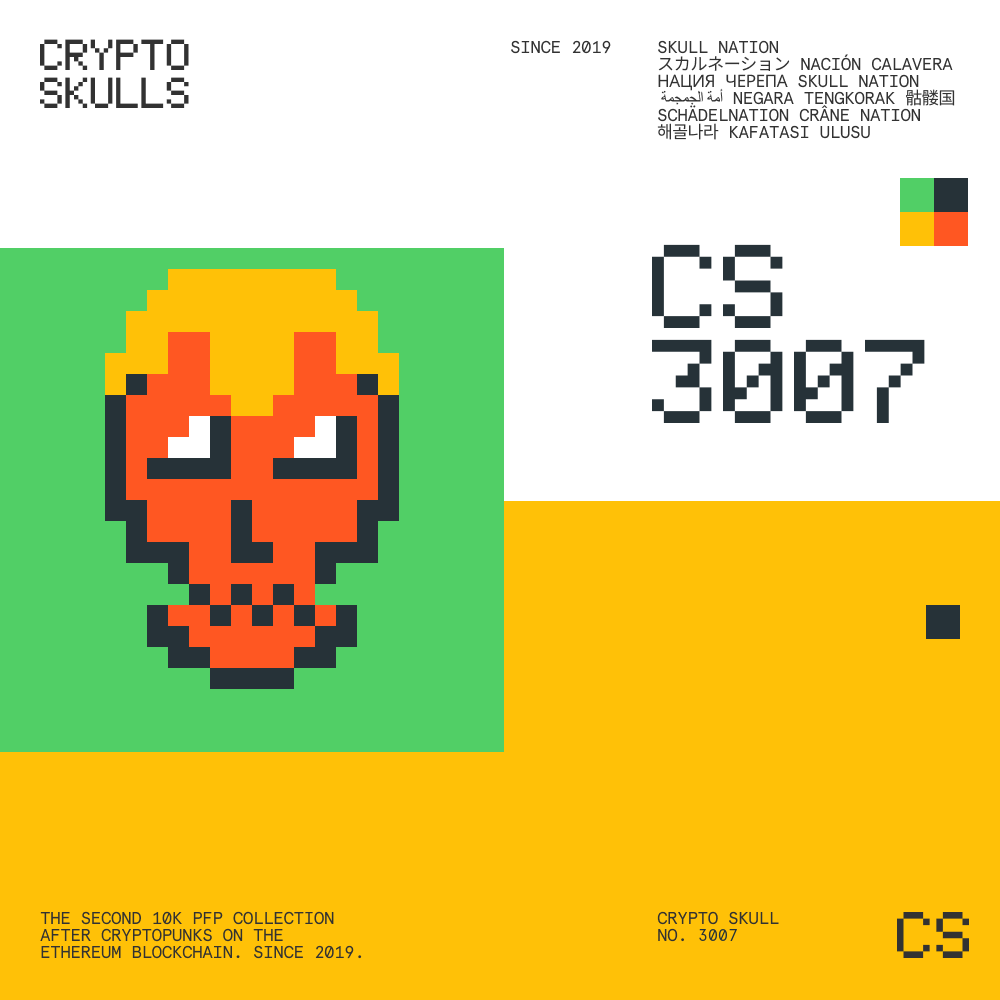 CRYPTO
SKULLS
SINCE 2019
SKULL NATION
スカルネーション NACIÓN CALAVERA
НАЦИЯ ЧЕРЕПА SKULL NATION
أمة الجمجمة NEGARA TENGKORAK 骷髅国
SCHÄDELNATION CRÂNE NATION
해골나라 KAFATASI ULUSU
CS
3007
THE SECOND 10K PFP COLLECTION
AFTER CRYPTOPUNKS ON THE
ETHEREUM BLOCKCHAIN. SINCE 2019.
CRYPTO SKULL
NO. 3007
CS